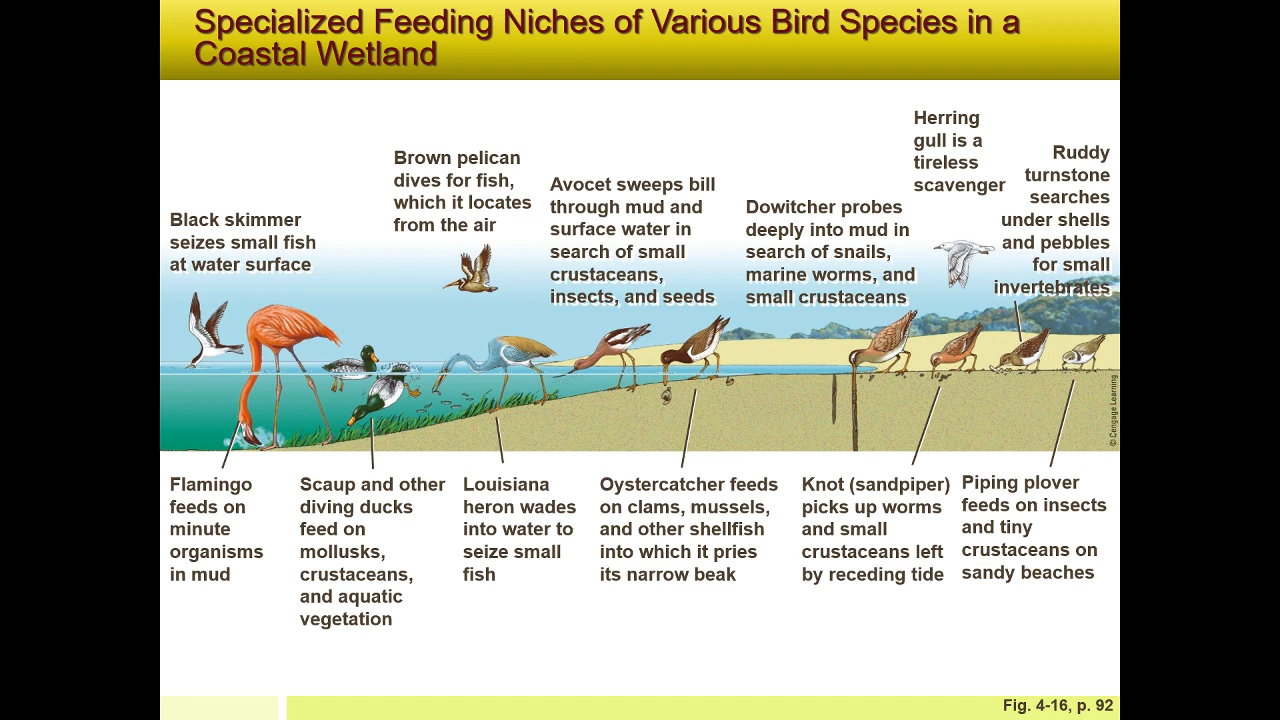 Specialized Feeding Niches of Various Bird Species in a
Coastal Wetland
Black skimmer
seizes small fish
at water surface
Brown pelican
dives for fish,
which it locates
from the air
Avocet sweeps bill
through mud and
surface water in
search of small
crustaceans,
insects, and seeds
Dowitcher probes
deeply into mud in
search of snails,
marine worms, and
small crustaceans
Herring
gull is a
tireless
scavenger
Ruddy
turnstone
searches
under shells
and pebbles
for small
invertebrates
Flamingo
feeds on
minute
organisms
in mud
Scaup and other
diving ducks
feed on
mollusks,
crustaceans,
and aquatic
vegetation
Louisiana
heron wades
into water to
seize small
fish
Oystercatcher feeds
on clams, mussels,
and other shellfish
into which it pries
its narrow beak
Knot (sandpiper)
picks up worms
and small
crustaceans left
by receding tide
Piping plover
feeds on insects
and tiny
crustaceans on
sandy beaches
© Cengage Learning
Fig. 4-16, p. 92